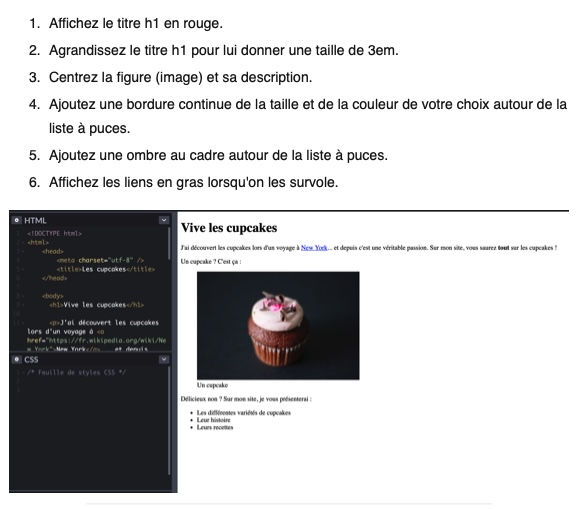 1. Affichez le titre h1 en rouge.
2. Agrandissez le titre h1 pour lui donner une taille de 3em.
3. Centrez la figure (image) et sa description.
4. Ajoutez une bordure continue de la taille et de la couleur de votre choix autour de la
liste à puces.
5. Ajoutez une ombre au cadre autour de la liste à puces.
6. Affichez les liens en gras lorsqu'on les survole.
HTML
<!DOCTYPE html>
<html>
<head>
<meta charset="utf-8" />
<title>Les cupcakes</title>
</head>
<body>
<h1>Vive les cupcakes</h1>
<p>J'ai découvert les cupcakes
lors d'un voyage à <a
href="https://fr.wikipedia.org/wiki/Ne
w_York">New York</a>... et depuis
CSS
/* Feuille de styles CSS */
Vive les cupcakes
J'ai découvert les cupcakes lors d'un voyage à New York... et depuis c'est une véritable passion. Sur mon site, vous saurez tout sur les cupcakes !
Un cupcake ? C'est ça :
Un cupcake
Délicieux non ? Sur mon site, je vous présenterai :
• Les différentes variétés de cupcakes
• Leur histoire
• Leurs recettes